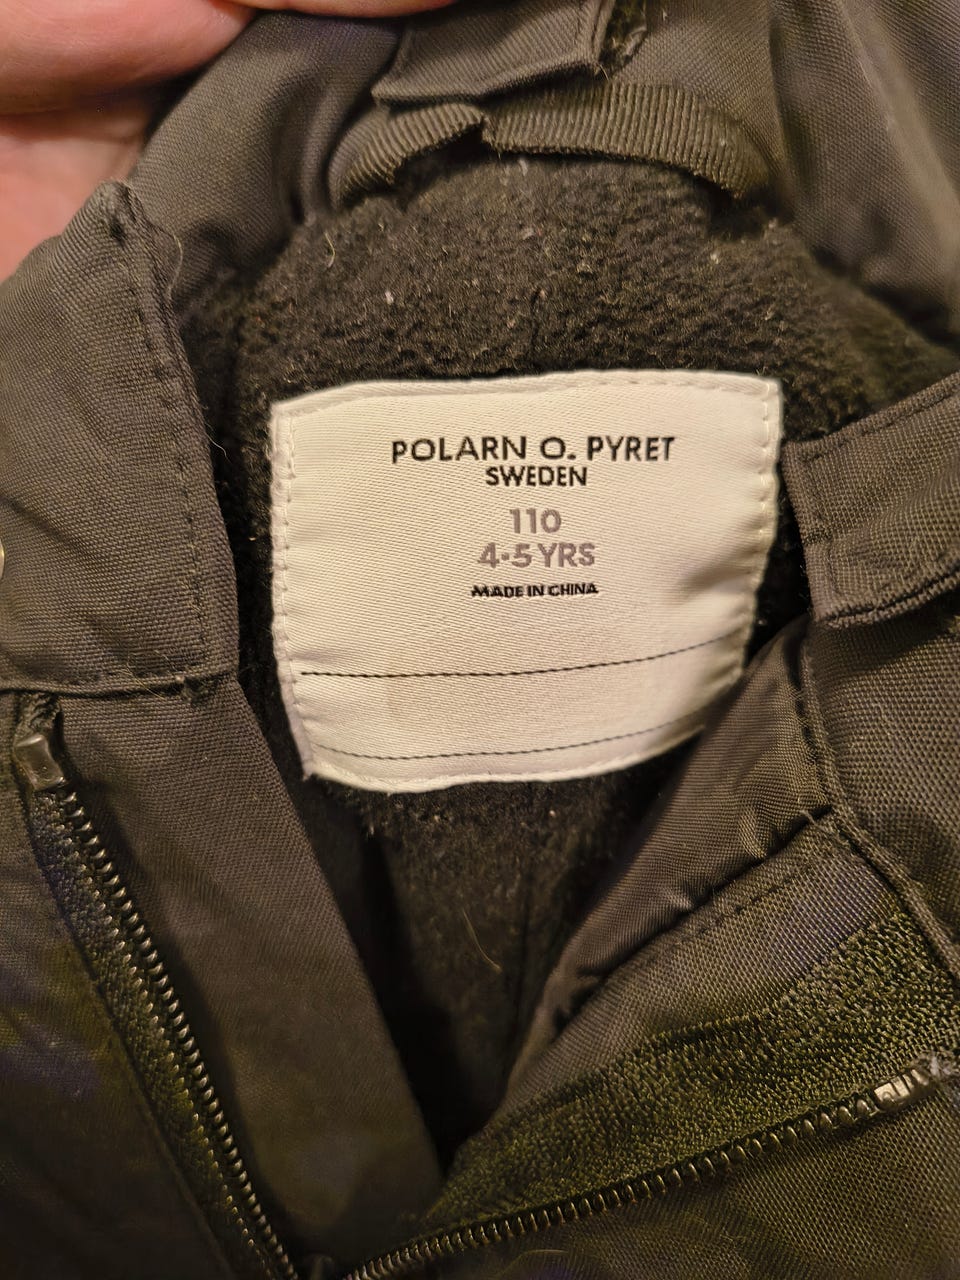 POLARN O. PYRET
SWEDEN
110
4-5 YRS
MADE IN CHINA